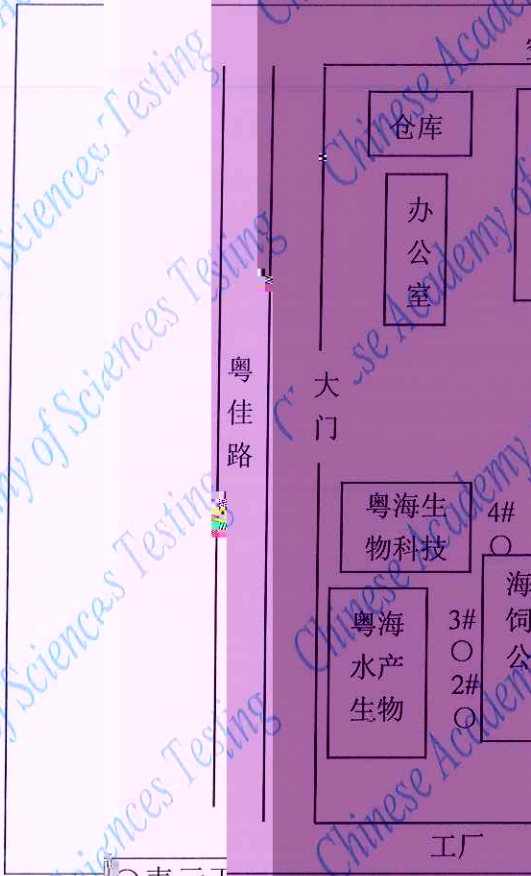 仓库
办
公
室
粤
佳
路
大
门
粤海生
物科技
4#
粤海
水产
生物
3#
2#
海
饲
公
工厂
Chinese Academy of Sciences Testing